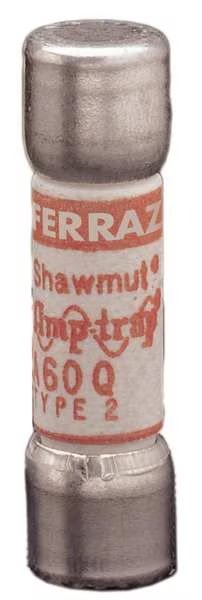 FERRAZ
Shawmut
Amp-trap
A60Q
TYPE 2